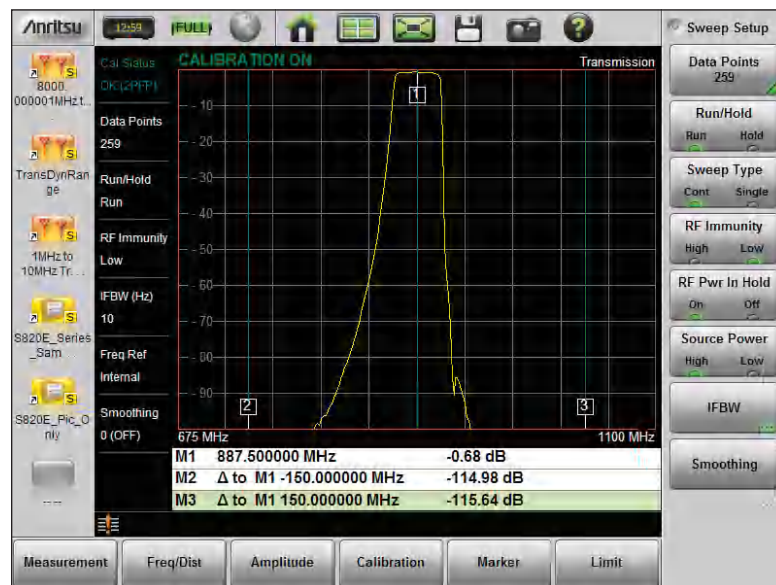 Anritsu
12:59
(FULL)
?
8000.
000001MHz t...
S
TransDynRan
ge
S
1MHz to
10MHz Tr. ...
S
S820E_Series
_Sam
S
S820E_Pic_O
nly
.....
Cal Status
OK (2PFP)
Data Points
259
Run/Hold
Run
RF Immunity
Low
IFBW (Hz)
10
Freq Ref
Internal
Smoothing
0 (OFF)
CALIBRATION ON
Transmission
1
- 10
- 20
- 30
- 40
- 50
- 60
- 70
- 80
- 90
2
3
675 MHz
1100 MHz
M1 887.500000 MHz -0.68 dB
M2 Δ to M1 -150.000000 MHz -114.98 dB
M3 Δ to M1 150.000000 MHz -115.64 dB
Sweep Setup
Data Points
259
Run/Hold
Run Hold
Sweep Type
Cont Single
RF Immunity
High Low
RF Pwr In Hold
On Off
Source Power
High Low
IFBW
Smoothing
Measurement
Freq/Dist
Amplitude
Calibration
Marker
Limit